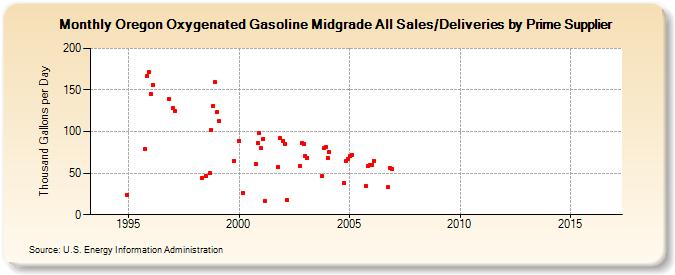 Monthly Oregon Oxygenated Gasoline Midgrade All Sales/Deliveries by Prime Supplier
Thousand Gallons per Day
200
150
100
50
0
1995 2000 2005 2010 2015
Source: U.S. Energy Information Administration